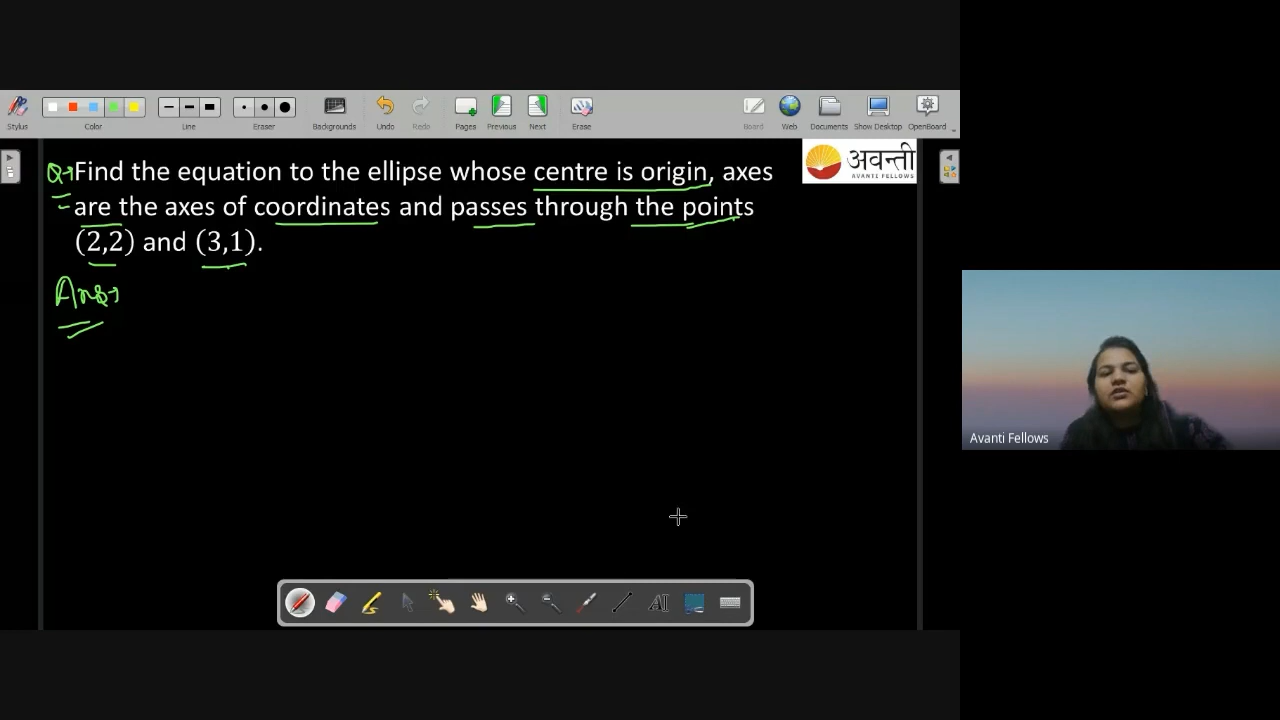 Stylus
Color
Line
Eraser
Backgrounds
Undo
Redo
Pages
Previous
Next
Erase
Board
Web
Documents
Show Desktop
OpenBoard
अवन्ती
AVANTI FELLOWS
Q→Find the equation to the ellipse whose centre is origin, axes
are the axes of coordinates and passes through the points
(2,2) and (3,1).
Ans→
AI
Avanti Fellows